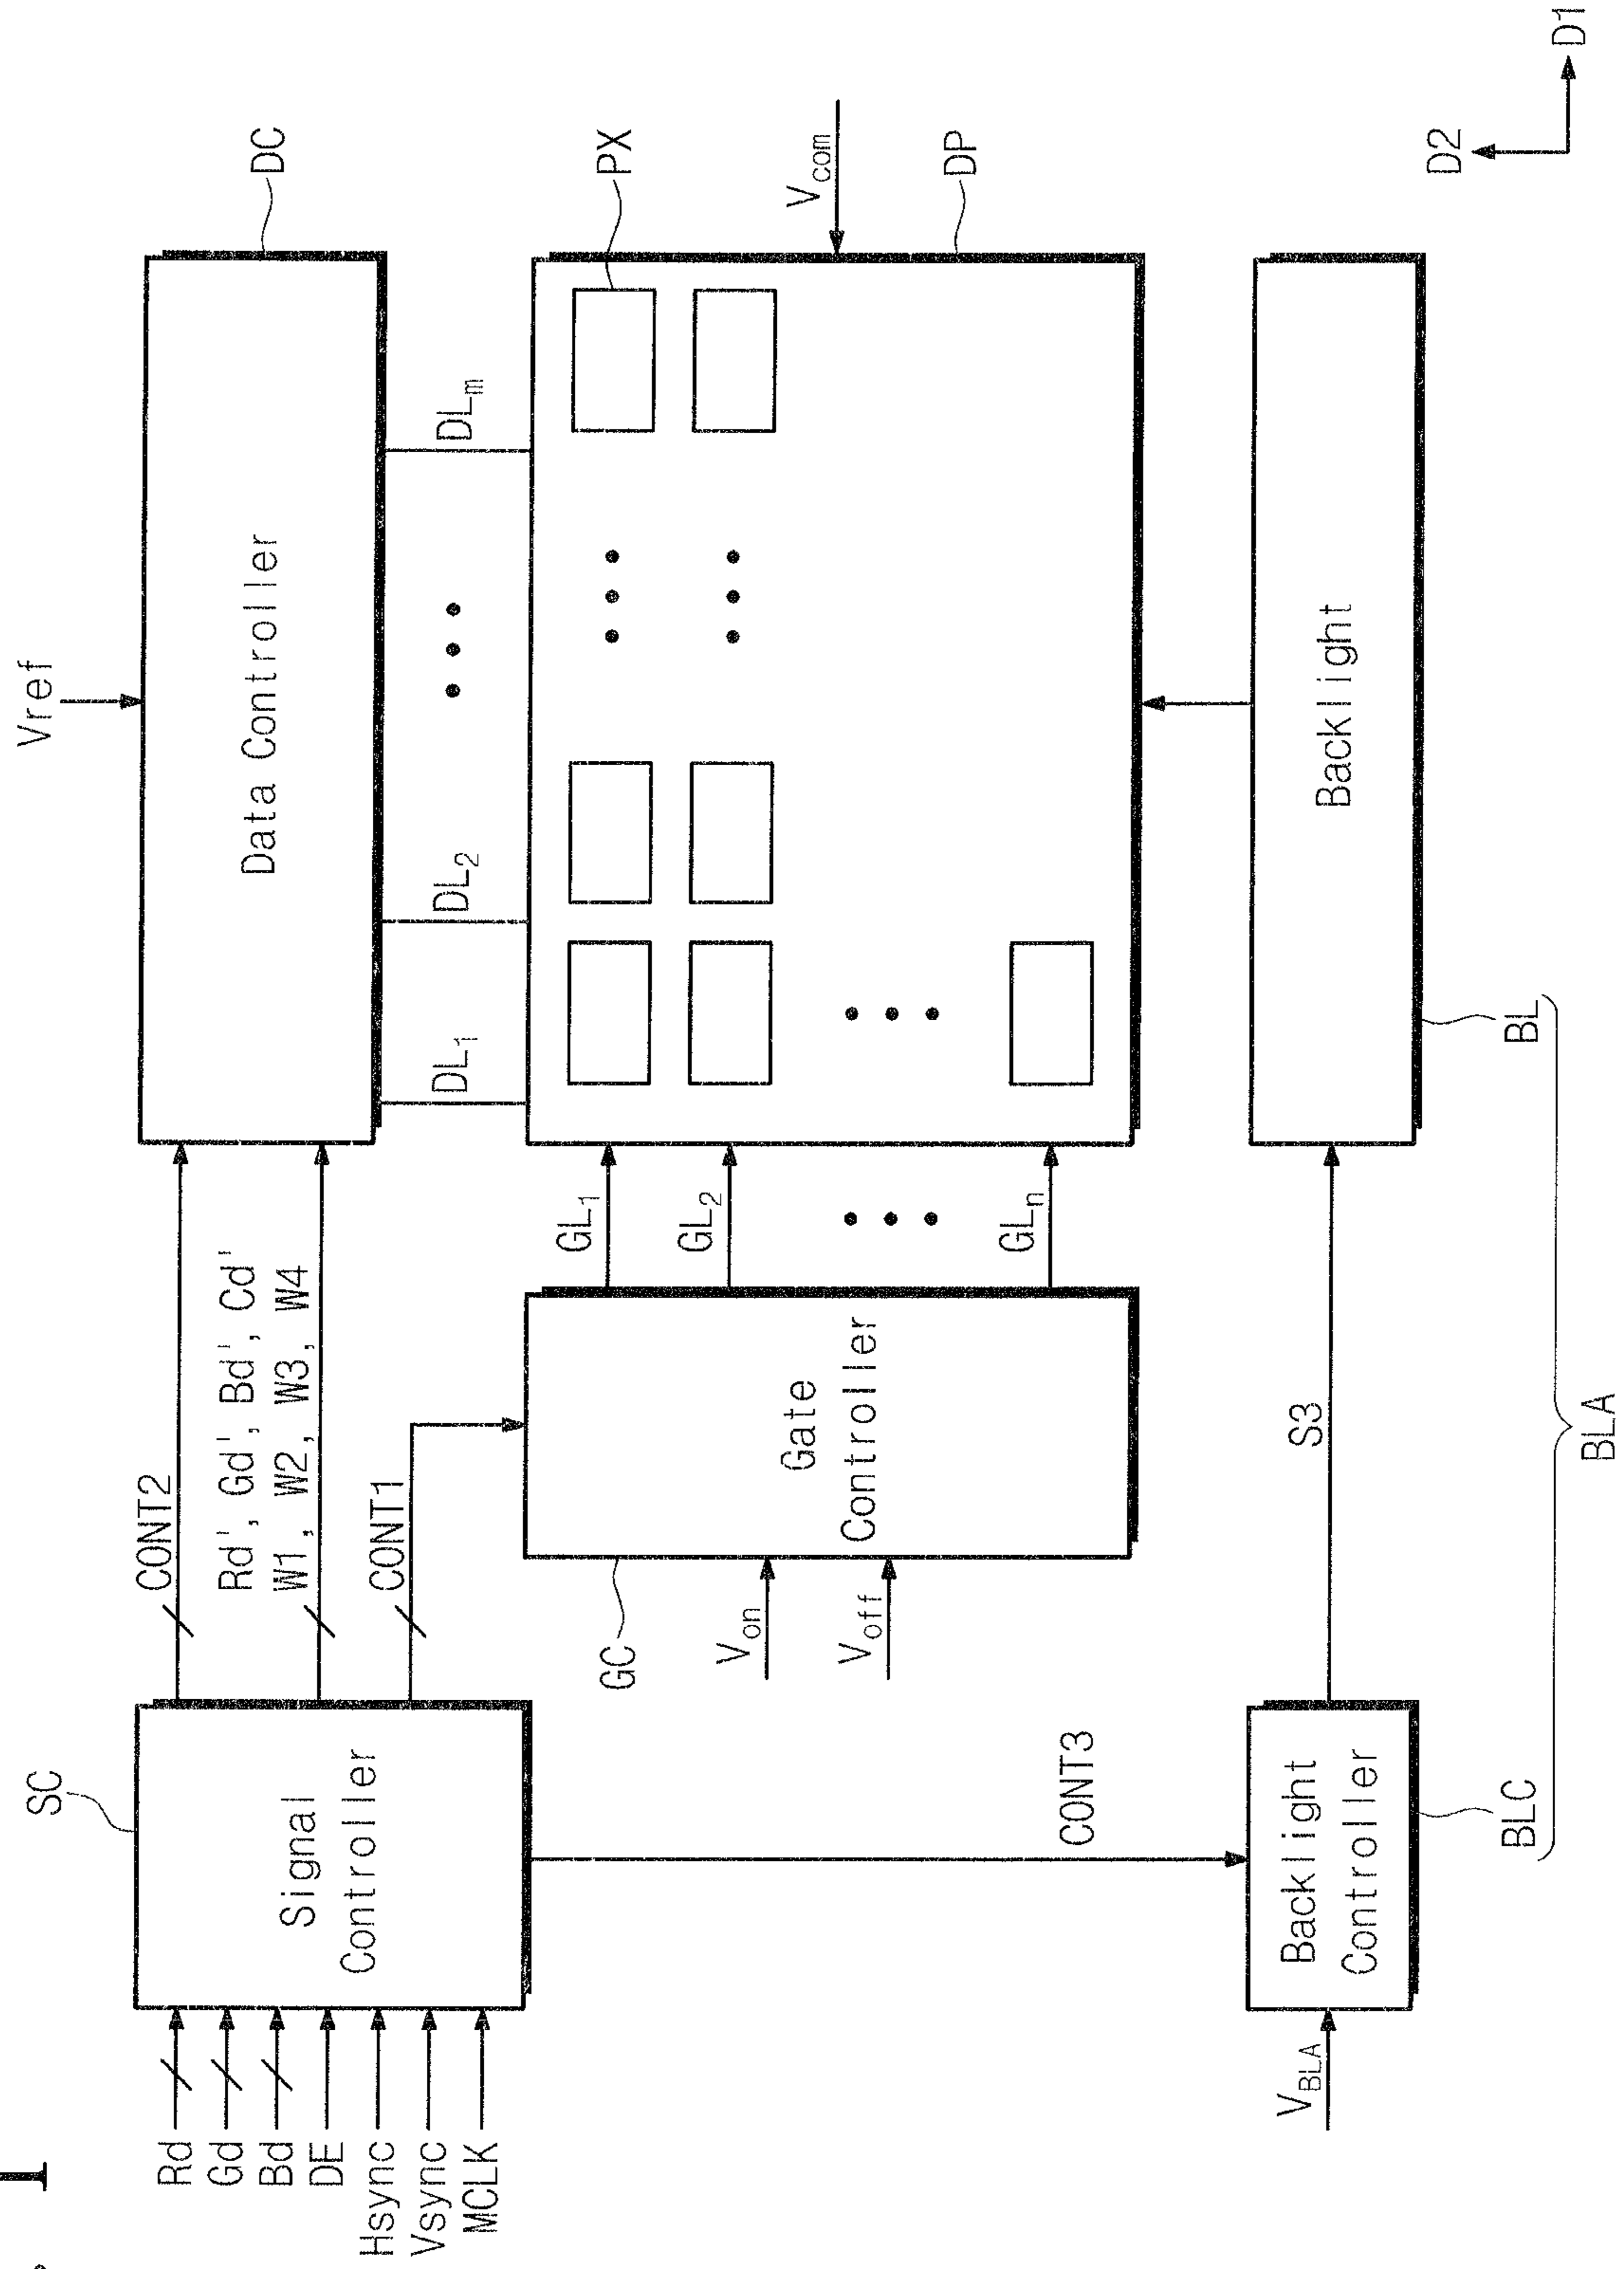 1
Vref
SC
CONT2
Data Controller
DC
Rd
Gd
Bd
DE
Hsync
Vsync
MCLK
Signal
Controller
Rd', Gd', Bd', Cd'
W1, W2, W3, W4
CONT1
DL1
DL2
DLm
GC
Von
Voff
Gate
Controller
GL1
GL2
GLn
PX
Vcom
DP
CONT3
VBLA
Backlight
Controller
S3
Backlight
BLC
BL
BLA
D2
D1